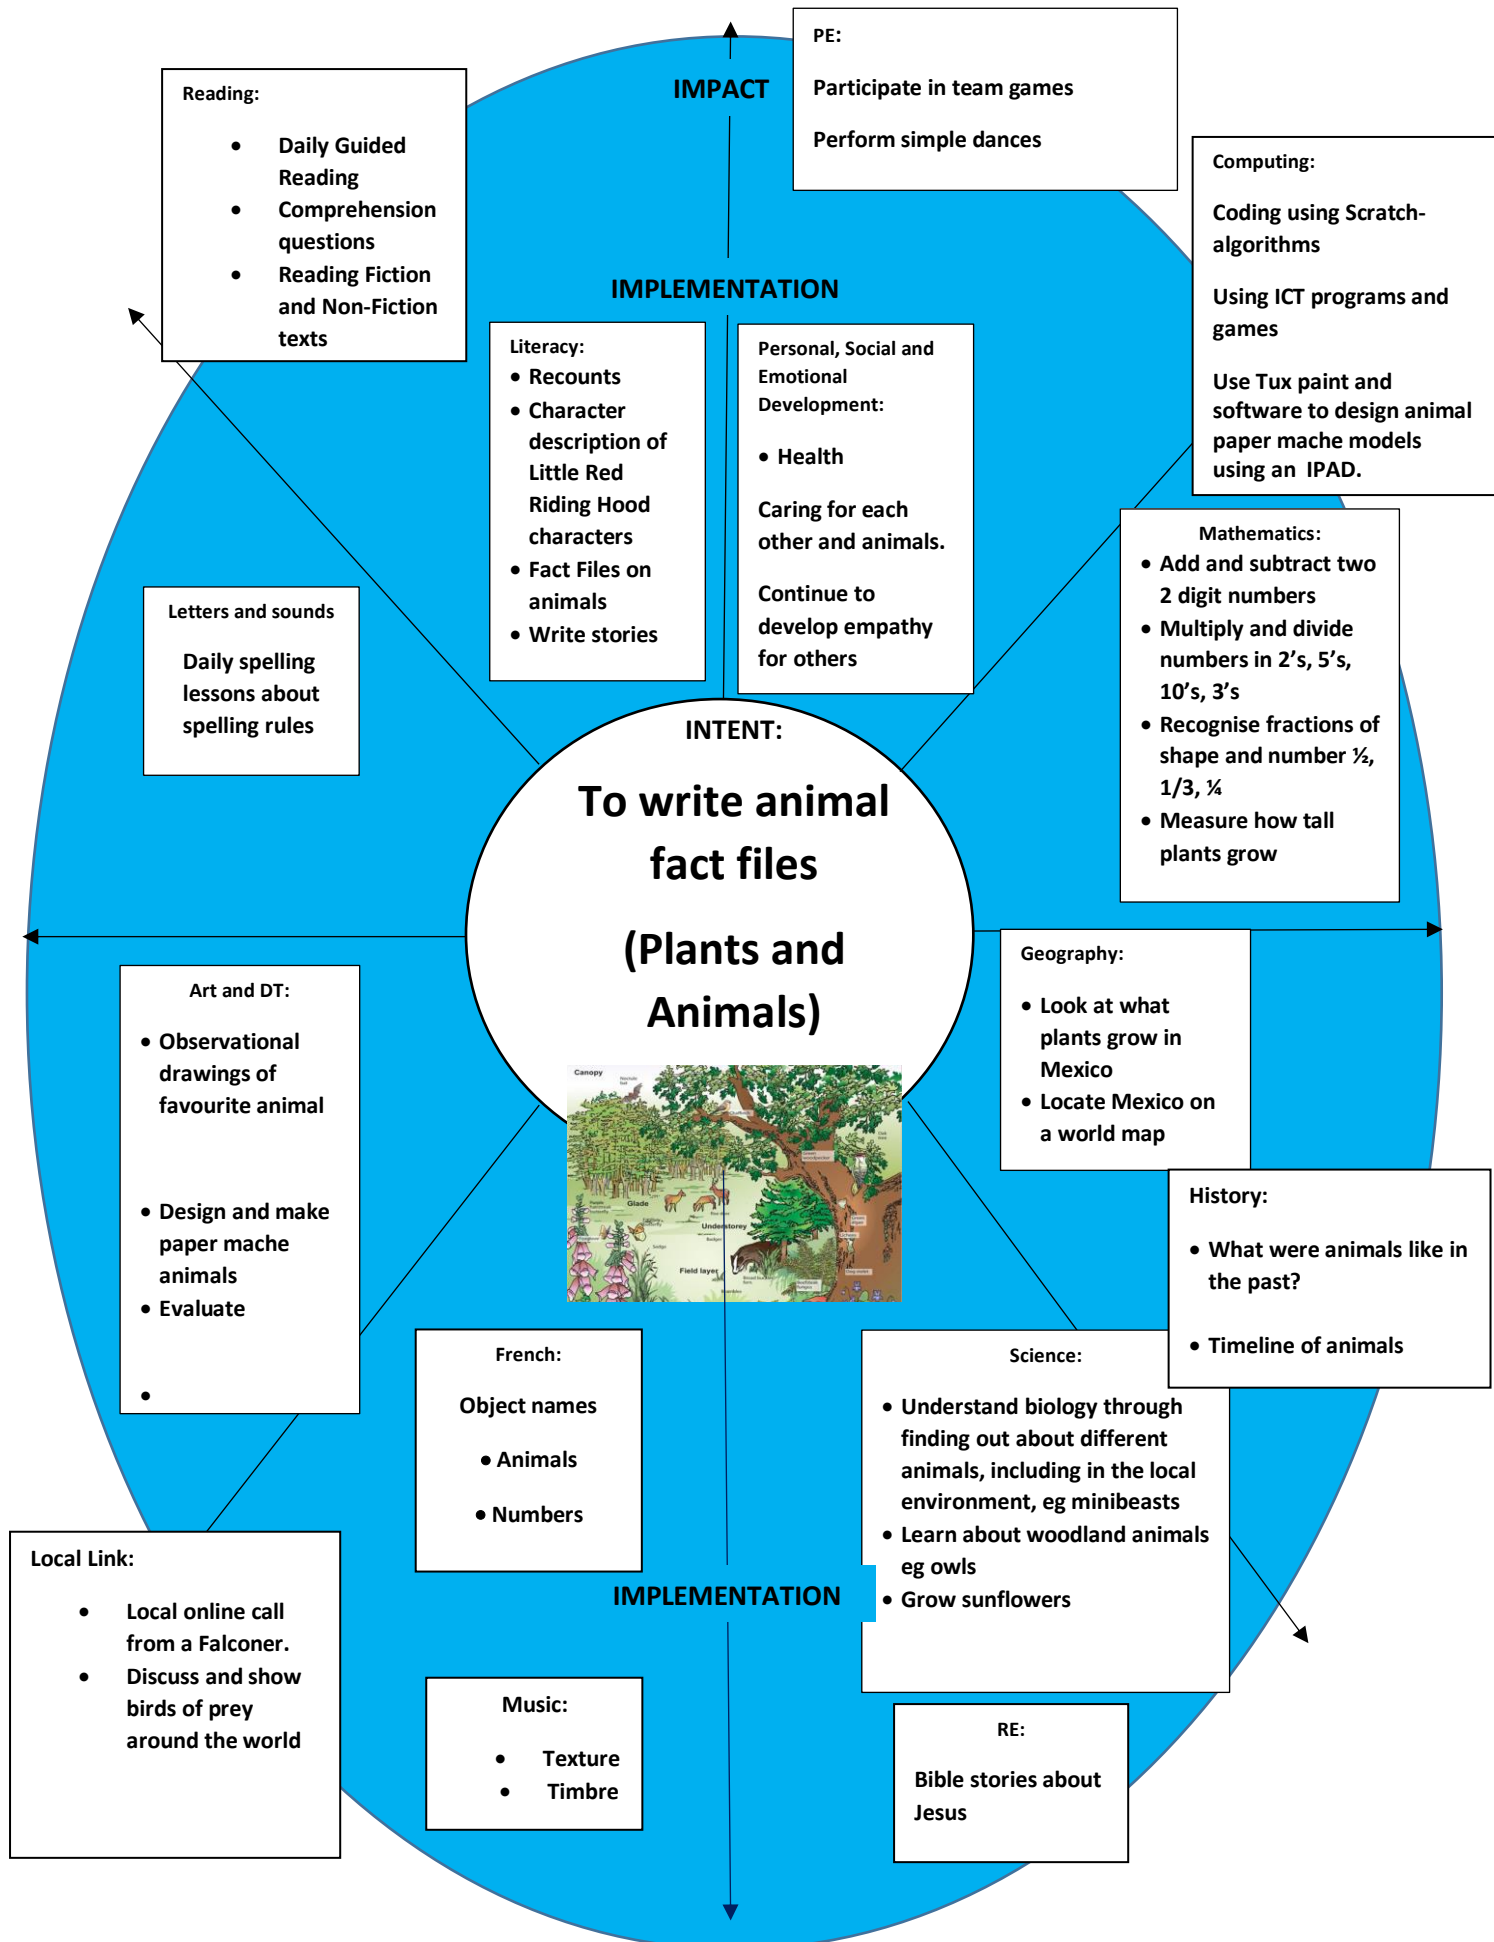 IMPACT
PE:
Participate in team games
Perform simple dances
Reading:
• Daily Guided
Reading
• Comprehension
questions
• Reading Fiction
and Non-Fiction
texts
Computing:
Coding using Scratch-
algorithms
Using ICT programs and
games
Use Tux paint and
software to design animal
paper mache models
using an IPAD.
IMPLEMENTATION
Literacy:
• Recounts
• Character
description of
Little Red
Riding Hood
characters
• Fact Files on
animals
• Write stories
Personal, Social and
Emotional
Development:
• Health
Caring for each
other and animals.
Continue to
develop empathy
for others
Mathematics:
• Add and subtract two
2 digit numbers
• Multiply and divide
numbers in 2’s, 5’s,
10’s, 3’s
• Recognise fractions of
shape and number ½,
1/3, ¼
• Measure how tall
plants grow
Letters and sounds
Daily spelling
lessons about
spelling rules
INTENT:
To write animal
fact files
(Plants and
Animals)
Canopy
Glade
Understorey
Field layer
Art and DT:
• Observational
drawings of
favourite animal
• Design and make
paper mache
animals
• Evaluate
•
Geography:
• Look at what
plants grow in
Mexico
• Locate Mexico on
a world map
History:
• What were animals like in
the past?
• Timeline of animals
French:
Object names
• Animals
• Numbers
Science:
• Understand biology through
finding out about different
animals, including in the local
environment, eg minibeasts
• Learn about woodland animals
eg owls
• Grow sunflowers
Local Link:
• Local online call
from a Falconer.
• Discuss and show
birds of prey
around the world
IMPLEMENTATION
Music:
• Texture
• Timbre
RE:
Bible stories about
Jesus